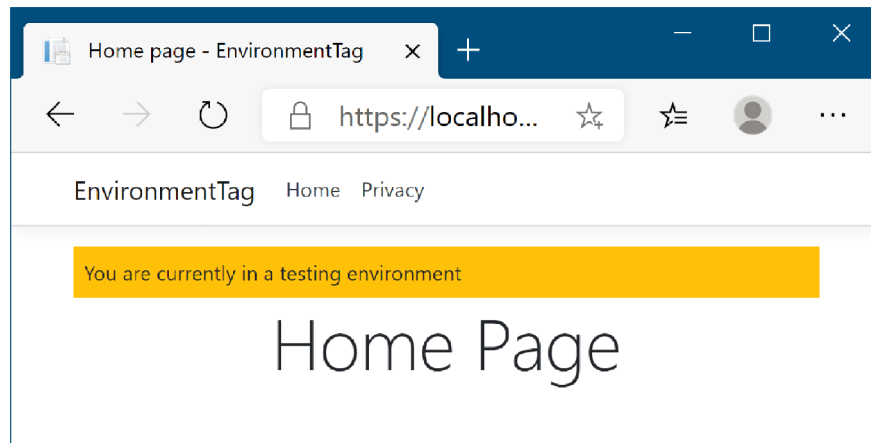 Home page - EnvironmentTag
https://localho...
EnvironmentTag Home Privacy
You are currently in a testing environment
Home Page